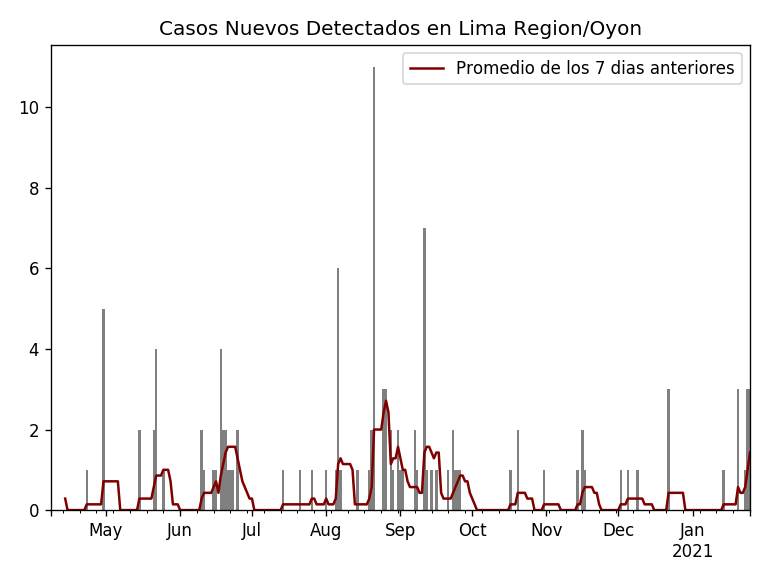 Casos Nuevos Detectados en Lima Region/Oyon
Promedio de los 7 dias anteriores
10
8
6
4
2
0
May Jun Jul Aug Sep Oct Nov Dec Jan
2021